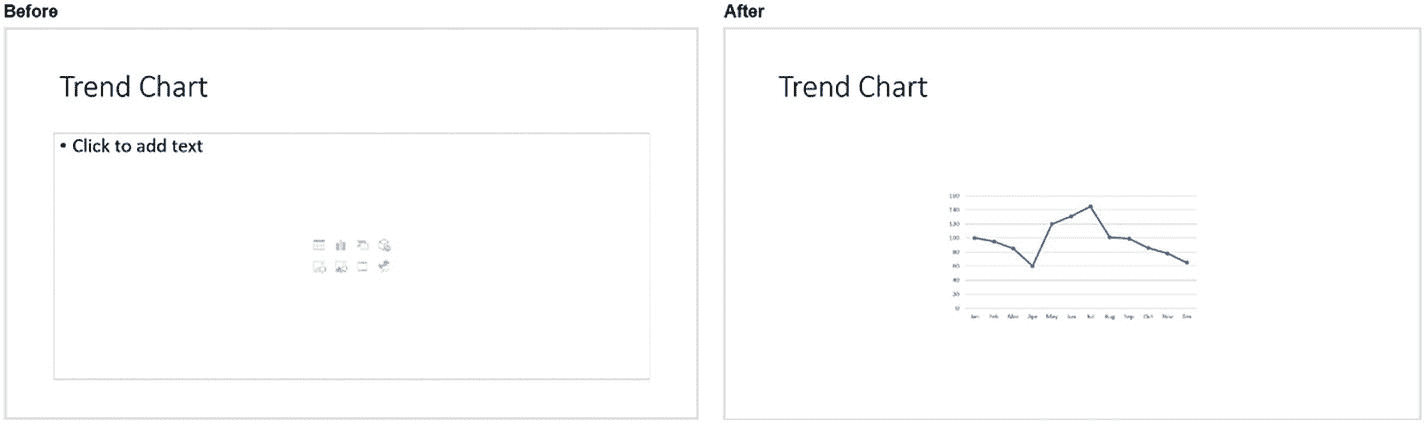 Before
After
Trend Chart
• Click to add text
Trend Chart
160
140
120
100
80
60
40
20
0
Jan Feb Mar Apr May Jun Jul Aug Sep Oct Nov Dec